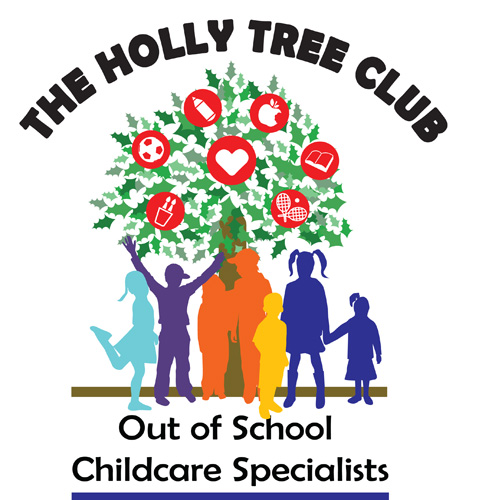 THE HOLLY TREE CLUB
Out of School
Childcare Specialists